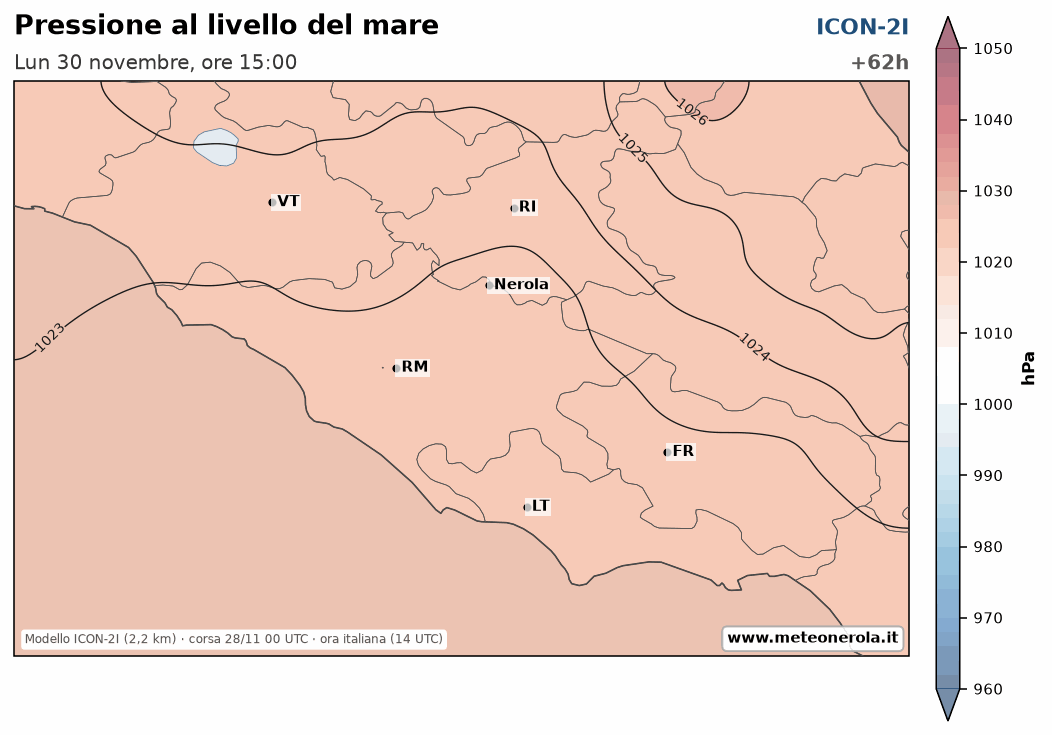 Pressione al livello del mare
ICON-2I
Lun 30 novembre, ore 15:00
+62h
1026
1025
VT
RI
Nerola
1023
1024
RM
FR
LT
Modello ICON-2I (2,2 km) · corsa 28/11 00 UTC · ora italiana (14 UTC)
www.meteonerola.it
1050
1040
1030
1020
1010
1000
990
980
970
960
hPa